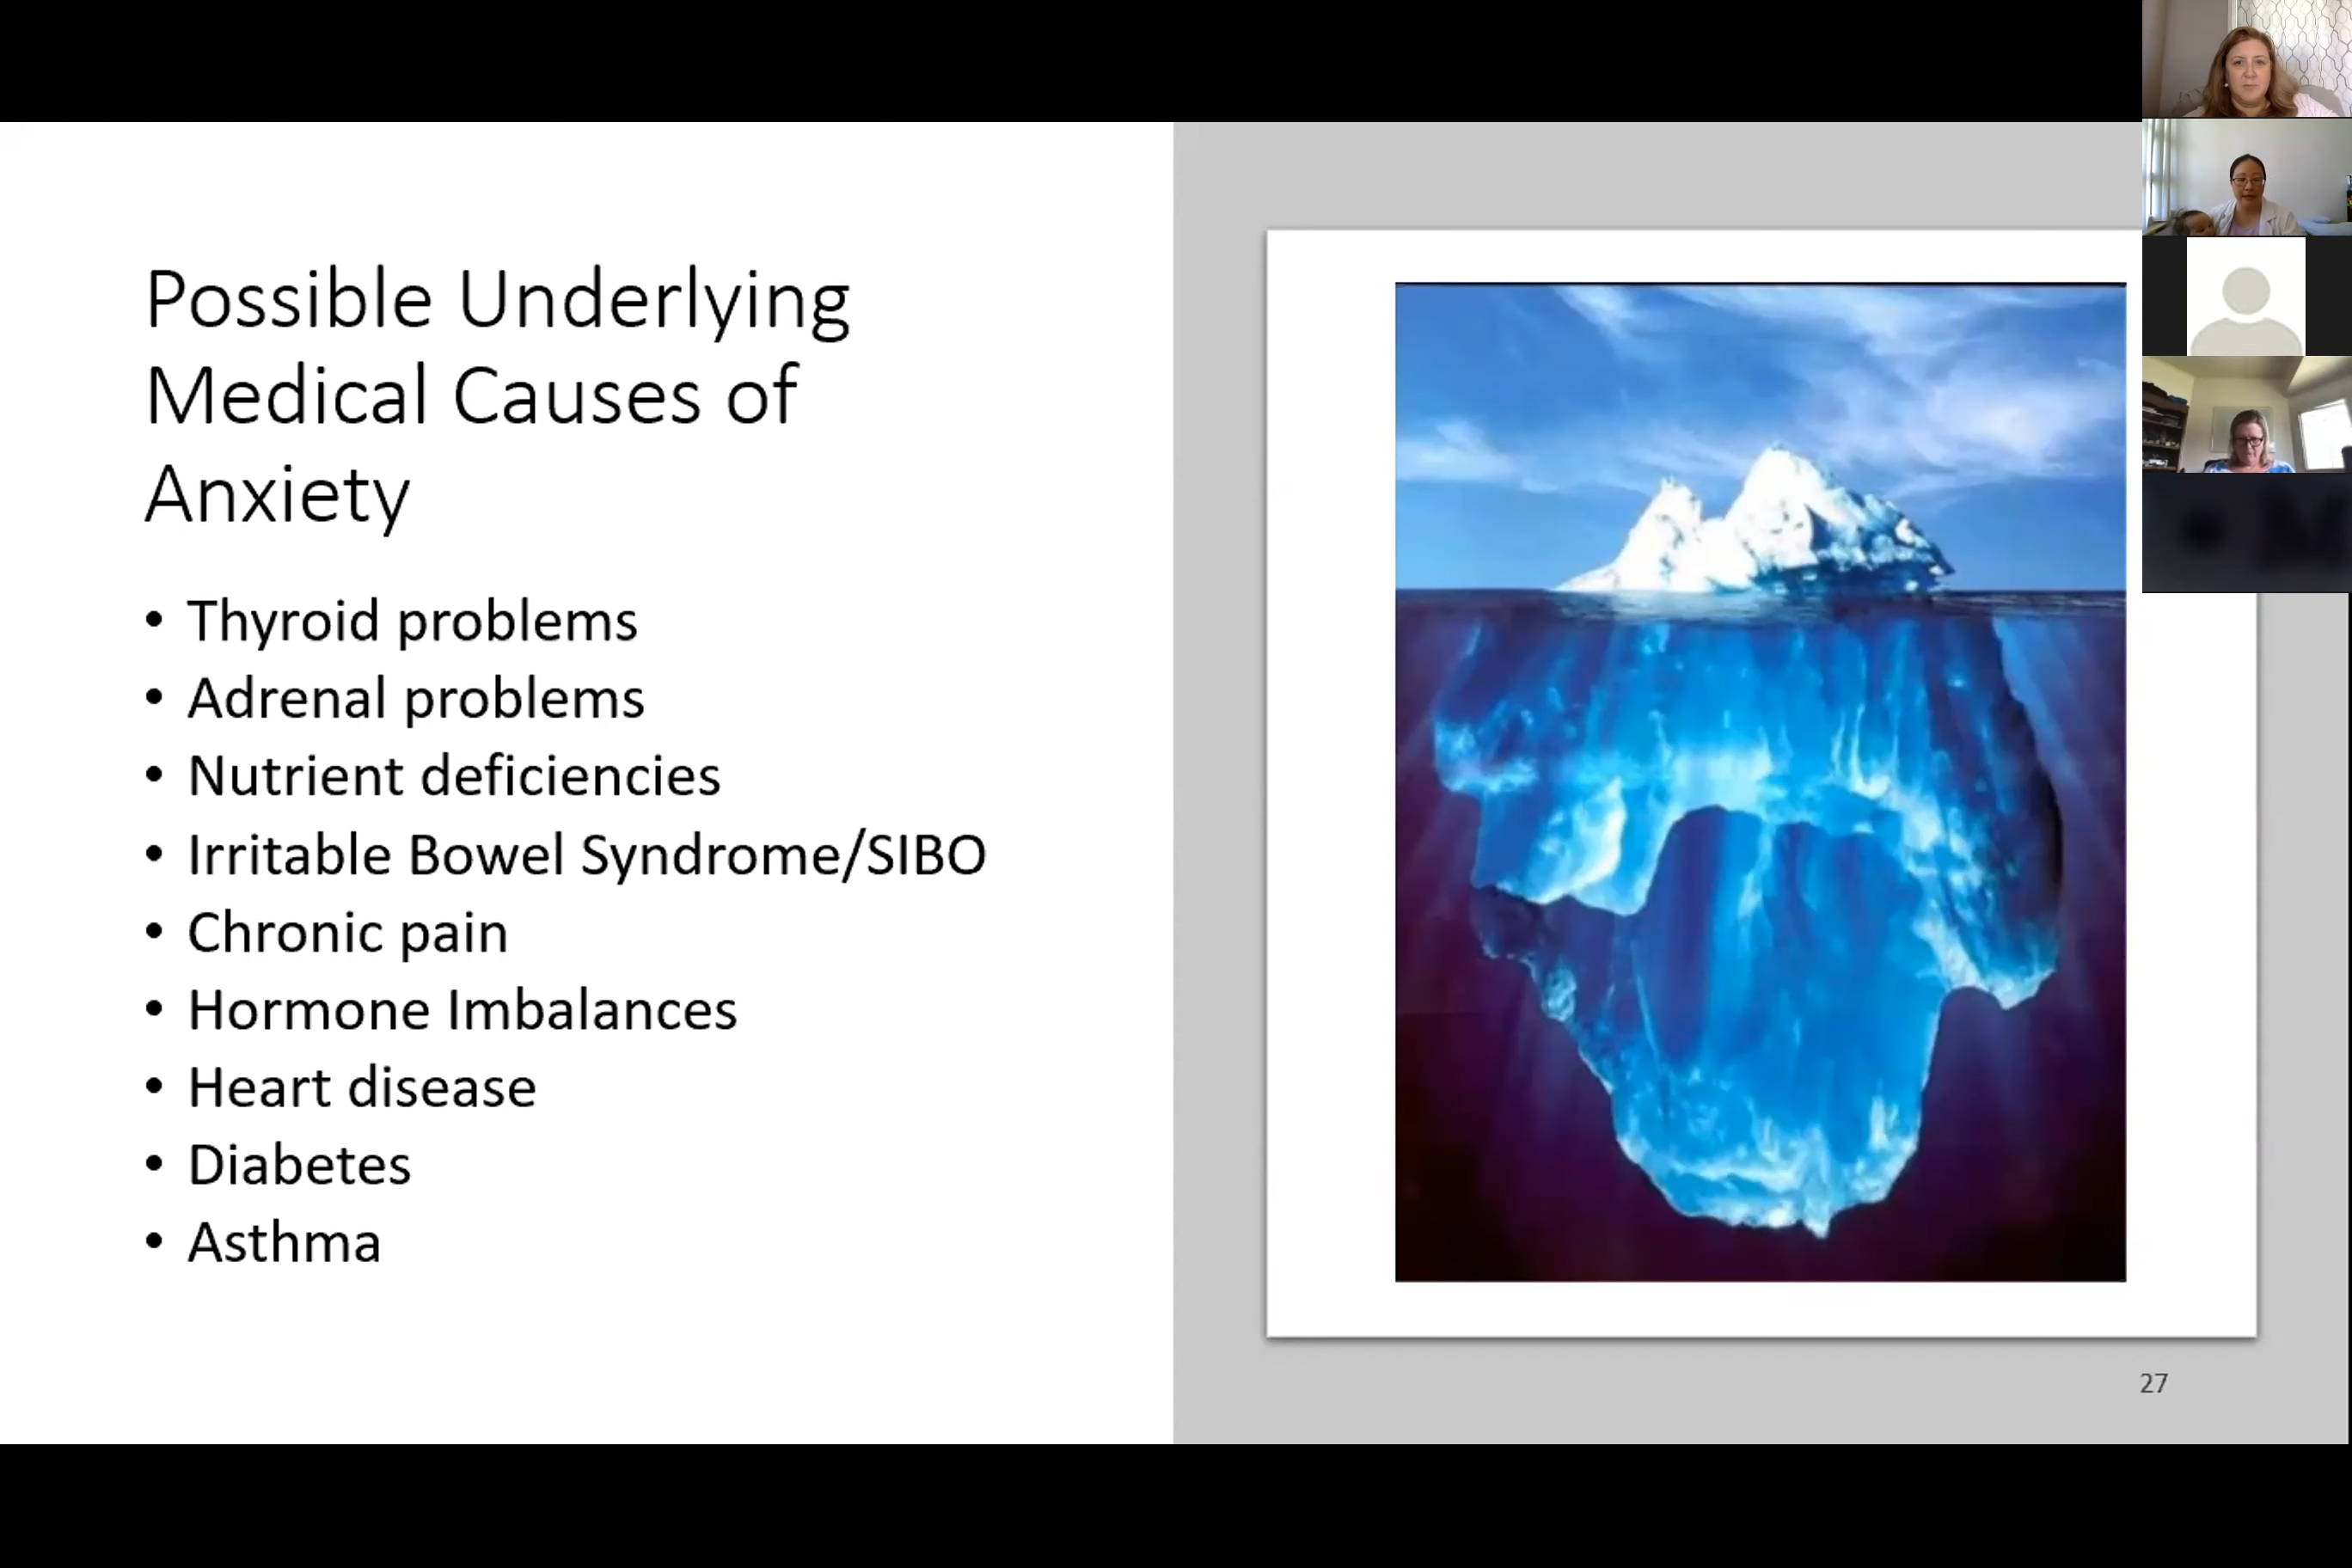 Possible Underlying
Medical Causes of
Anxiety
• Thyroid problems
• Adrenal problems
• Nutrient deficiencies
• Irritable Bowel Syndrome/SIBO
• Chronic pain
• Hormone Imbalances
• Heart disease
• Diabetes
• Asthma
27